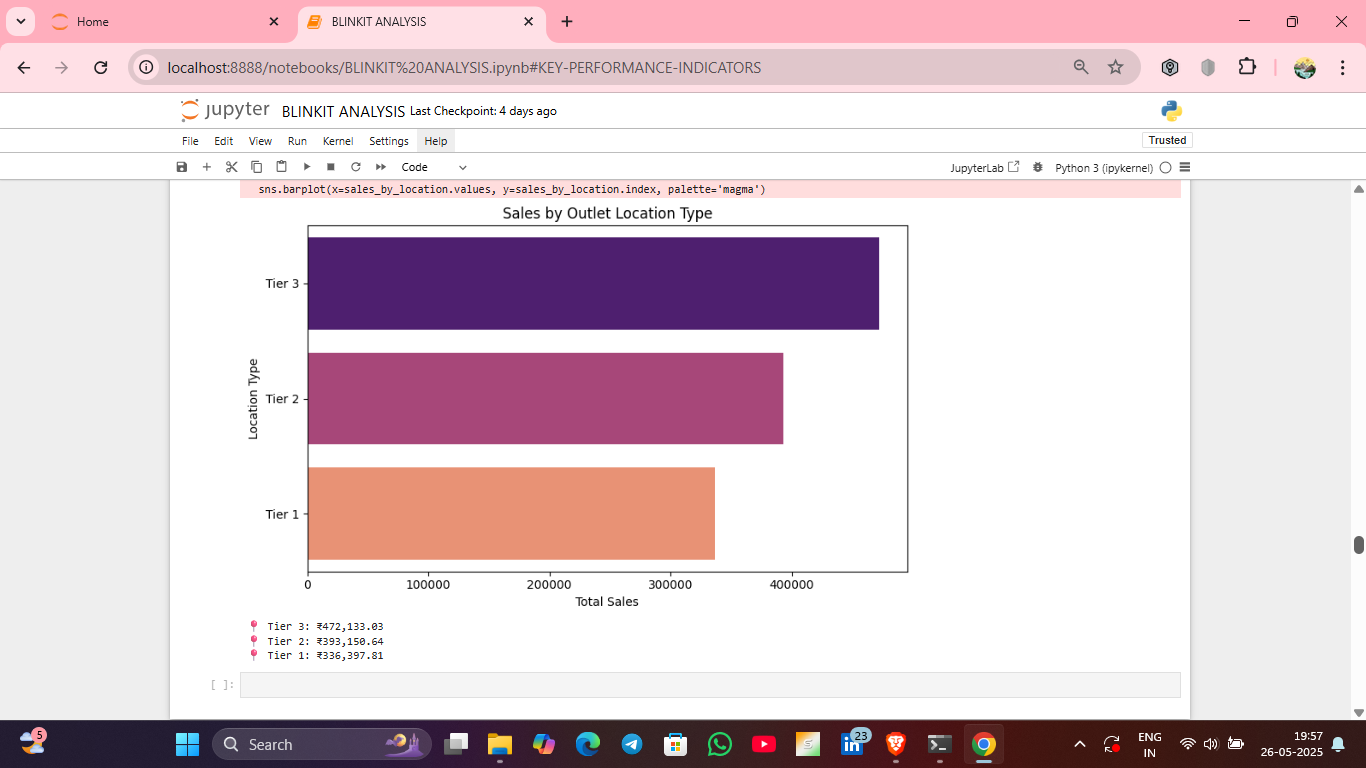 Home
BLINKIT ANALYSIS
localhost:8888/notebooks/BLINKIT%20ANALYSIS.ipynb#KEY-PERFORMANCE-INDICATORS
jupyter BLINKIT ANALYSIS Last Checkpoint: 4 days ago
File Edit View Run Kernel Settings Help Trusted
Code JupyterLab Python 3 (ipykernel)
sns.barplot(x=sales_by_location.values, y=sales_by_location.index, palette='magma')
Sales by Outlet Location Type
Tier 3
Tier 2
Tier 1
Location Type
0 100000 200000 300000 400000
Total Sales
Tier 3: ₹472,133.03
Tier 2: ₹393,150.64
Tier 1: ₹336,397.81
[ ]:
5
Search
23
ENG
IN
19:57
26-05-2025